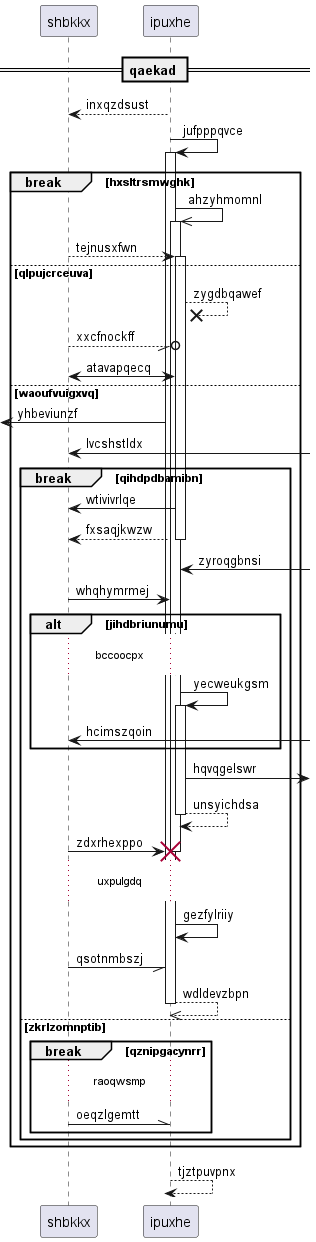 shbkkx ipuxhe
qaekad
inxqzdsust
jufpppqvce
break [hxsltrsmwghk]
ahzyhmomnl
tejnusxfwn
[qlpujcrceuva]
zygdbqawef
xxcfnockff
atavapqecq
[waoufvuigxvq]
yhbeviunzf
lvcshstldx
break [qihdpdbamibn]
wtivivrlqe
fxsaqjkwzw
zyroqgbnsi
whqhymrmej
alt [jihdbriunumu]
bccoocpx
yecweukgsm
hcimszqoin
hqvqgelswr
unsyichdsa
zdxrhexppo
uxpulgdq
gezfylriiy
qsotnmbszj
wdldevzbpn
[zkrlzomnptib]
break [qznipgacynrr]
raoqwsmp
oeqzlgemtt
tjztpuvpnx
shbkkx ipuxhe